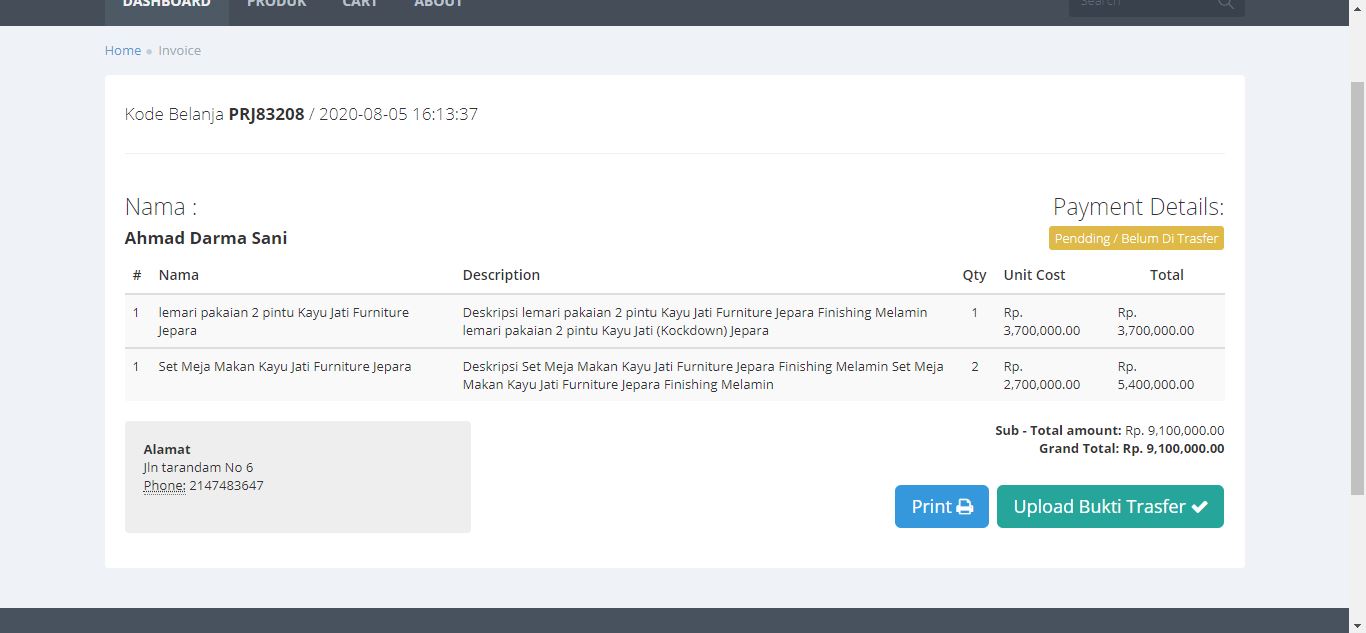 DASHBOARD PRODUK CART ABOUT Search
Home Invoice
Kode Belanja PRJ83208 / 2020-08-05 16:13:37
Nama : Payment Details:
Ahmad Darma Sani Pendding / Belum Di Trasfer
# Nama Description Qty Unit Cost Total
1 lemari pakaian 2 pintu Kayu Jati Furniture Deskripsi lemari pakaian 2 pintu Kayu Jati Furniture Jepara Finishing Melamin 1 Rp. Rp.
Jepara lemari pakaian 2 pintu Kayu Jati (Kockdown) Jepara 3,700,000.00 3,700,000.00
1 Set Meja Makan Kayu Jati Furniture Jepara Deskripsi Set Meja Makan Kayu Jati Furniture Jepara Finishing Melamin Set Meja 2 Rp. Rp.
Makan Kayu Jati Furniture Jepara Finishing Melamin 2,700,000.00 5,400,000.00
Sub - Total amount: Rp. 9,100,000.00
Grand Total: Rp. 9,100,000.00
Alamat
Jln tarandam No 6
Phone: 2147483647
Print Upload Bukti Trasfer